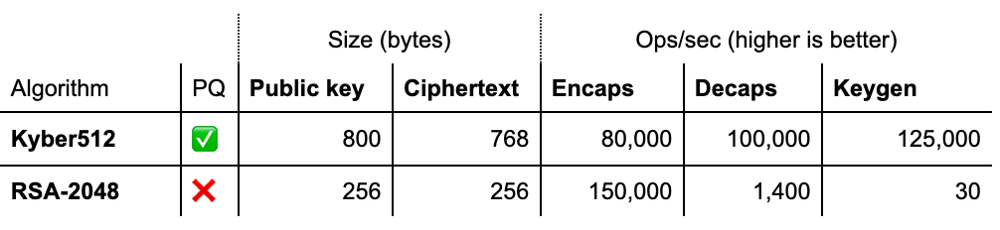 Size (bytes) Ops/sec (higher is better)
Algorithm PQ Public key Ciphertext Encaps Decaps Keygen
Kyber512 ✅ 800 768 80,000 100,000 125,000
RSA-2048 ❌ 256 256 150,000 1,400 30